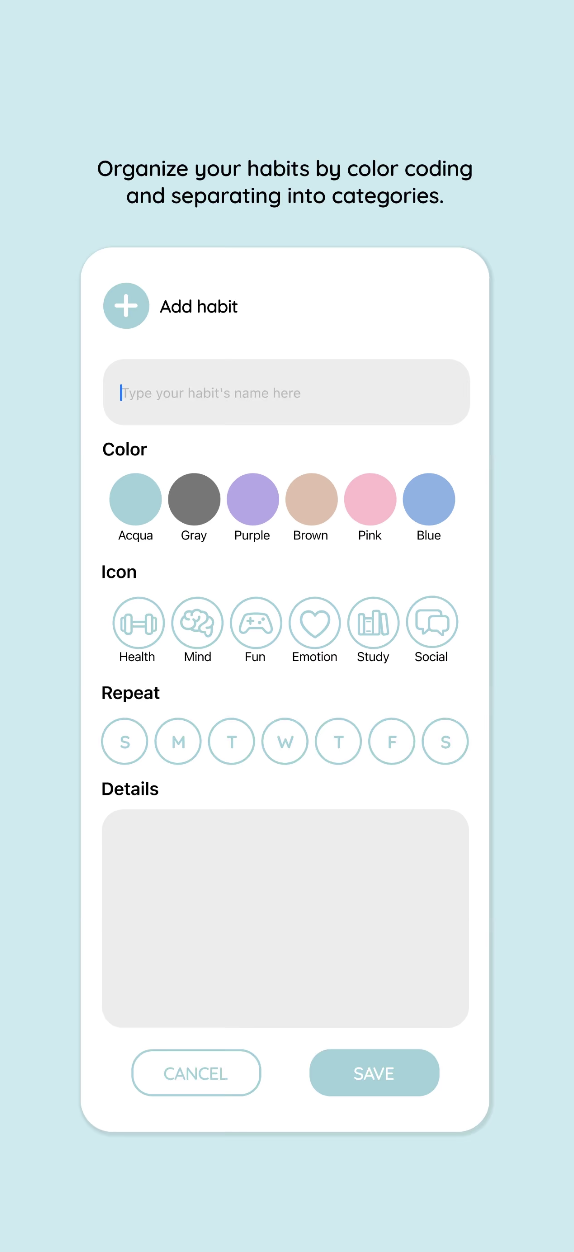 Organize your habits by color coding
and separating into categories.
Add habit
Type your habit's name here
Color
Acqua Gray Purple Brown Pink Blue
Icon
Health Mind Fun Emotion Study Social
Repeat
S M T W T F S
Details
CANCEL SAVE